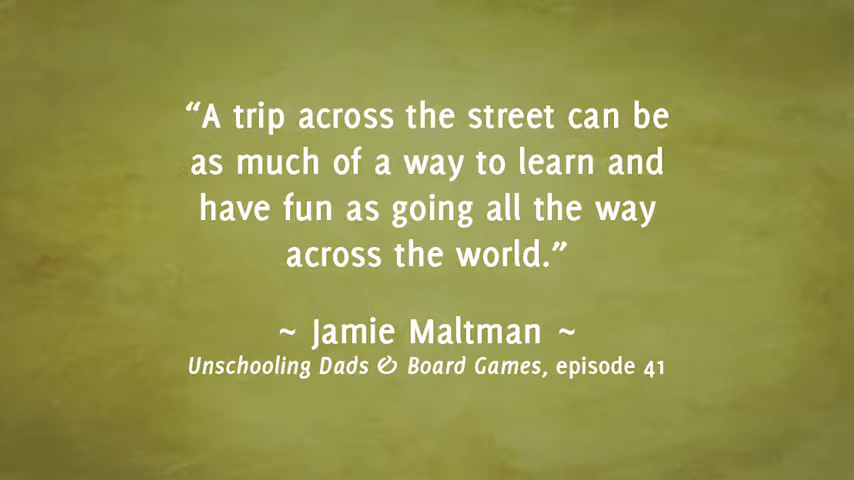 “A trip across the street can be
as much of a way to learn and
have fun as going all the way
across the world.”
~ Jamie Maltman ~
Unschooling Dads & Board Games, episode 41